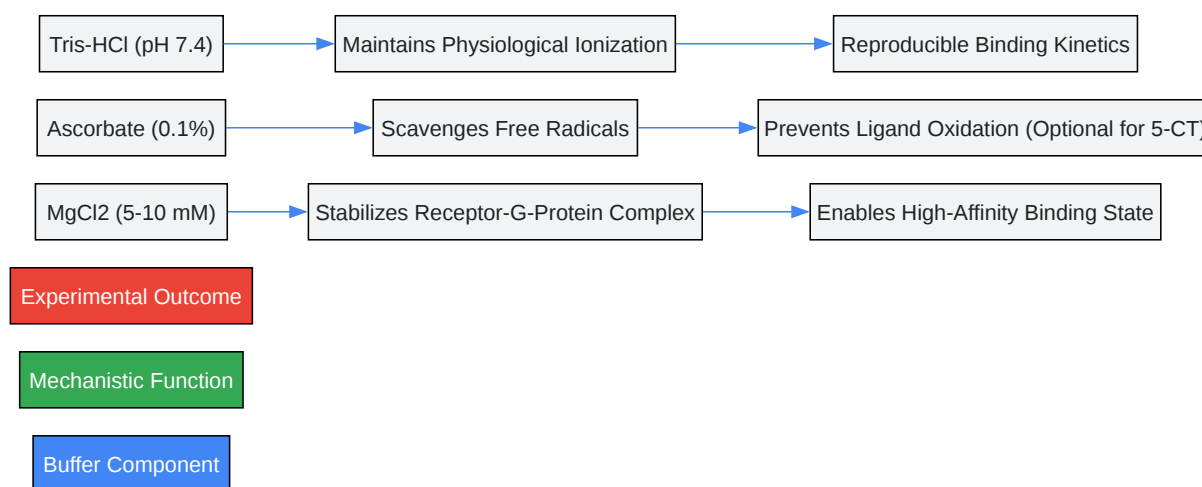 Tris-HCl (pH 7.4)
Maintains Physiological Ionization
Reproducible Binding Kinetics
Ascorbate (0.1%)
Scavenges Free Radicals
Prevents Ligand Oxidation (Optional for 5-CT)
MgCl2 (5-10 mM)
Stabilizes Receptor-G-Protein Complex
Enables High-Affinity Binding State
Experimental Outcome
Mechanistic Function
Buffer Component